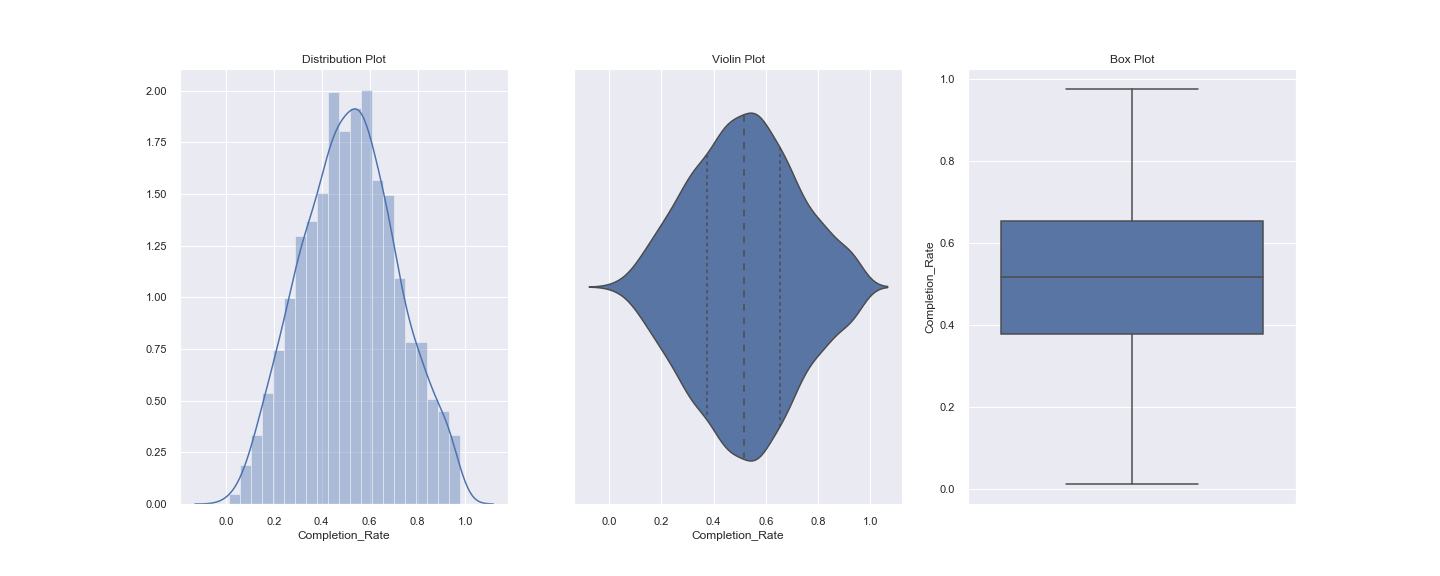 Distribution Plot
2.00
1.75
1.50
1.25
1.00
0.75
0.50
0.25
0.00
0.0 0.2 0.4 0.6 0.8 1.0
Completion_Rate
Violin Plot
0.0 0.2 0.4 0.6 0.8 1.0
Completion_Rate
Box Plot
Completion_Rate
1.0
0.8
0.6
0.4
0.2
0.0